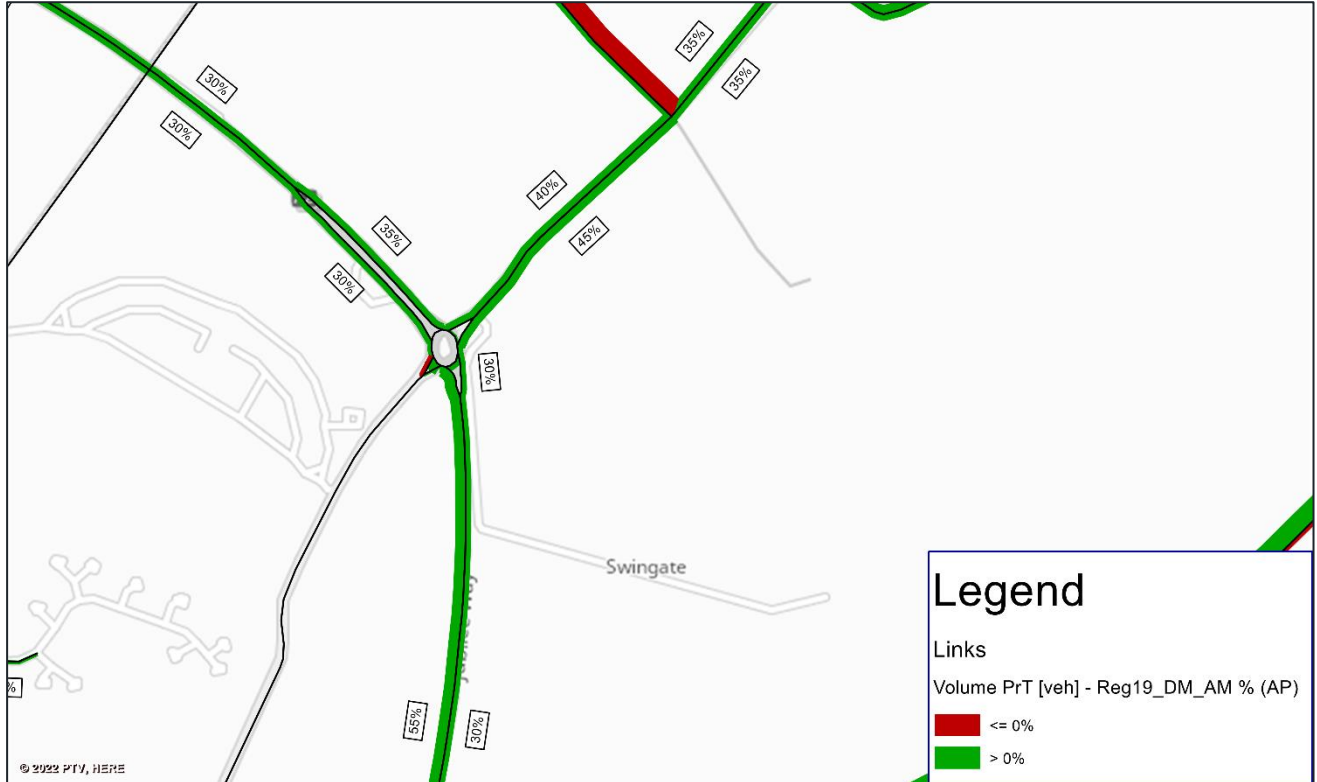 35%
35%
30%
30%
40%
45%
35%
30%
30%
Swingate
55%
30%
%
Legend
Links
Volume PrT [veh] - Reg19_DM_AM % (AP)
<= 0%
> 0%
© 2022 PTV, HERE